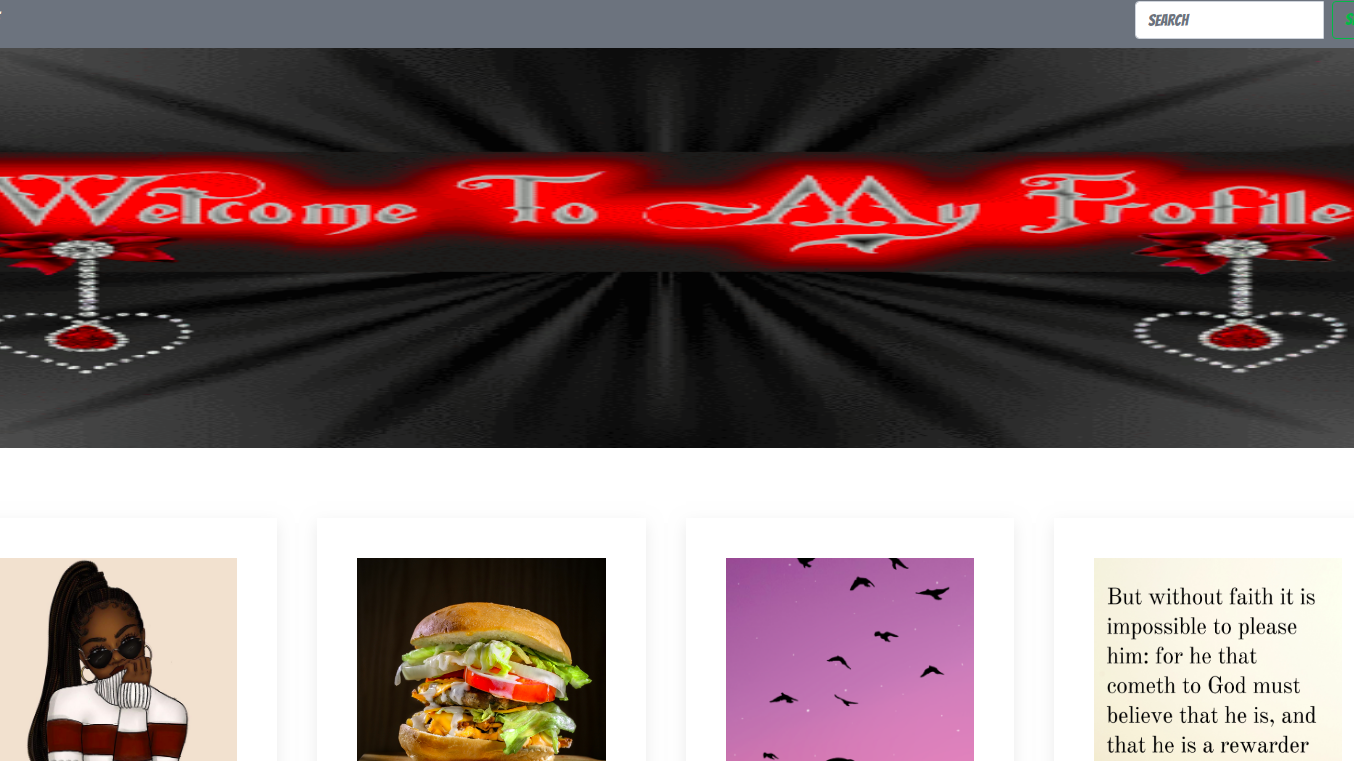 SEARCH
Welcome To My Profile
But without faith it is
impossible to please
him: for he that
cometh to God must
believe that he is, and
that he is a rewarder